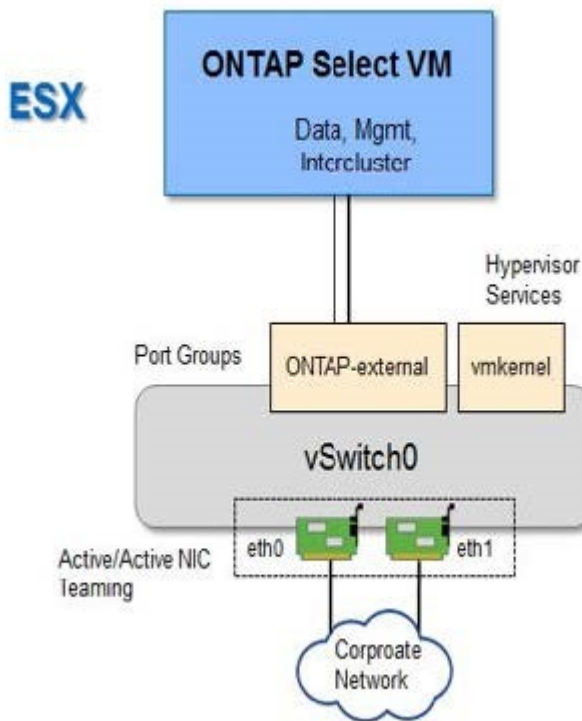 ESX
ONTAP Select VM
Data, Mgmt,
Intercluster
Hypervisor
Services
Port Groups
ONTAP-external
vmkernel
vSwitch0
eth0
eth1
Active/Active NIC
Teaming
Corproate
Network